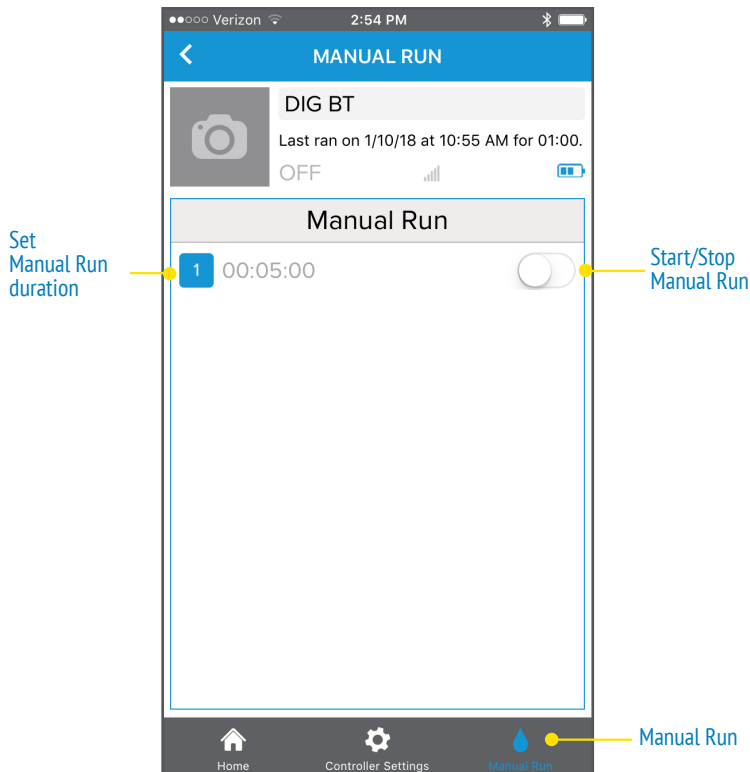 ●●○○○ Verizon 2:54 PM
MANUAL RUN
DIG BT
Last ran on 1/10/18 at 10:55 AM for 01:00.
OFF
Manual Run
Set
Manual Run
duration
1 00:05:00
Start/Stop
Manual Run
Manual Run
Home Controller Settings Manual Run